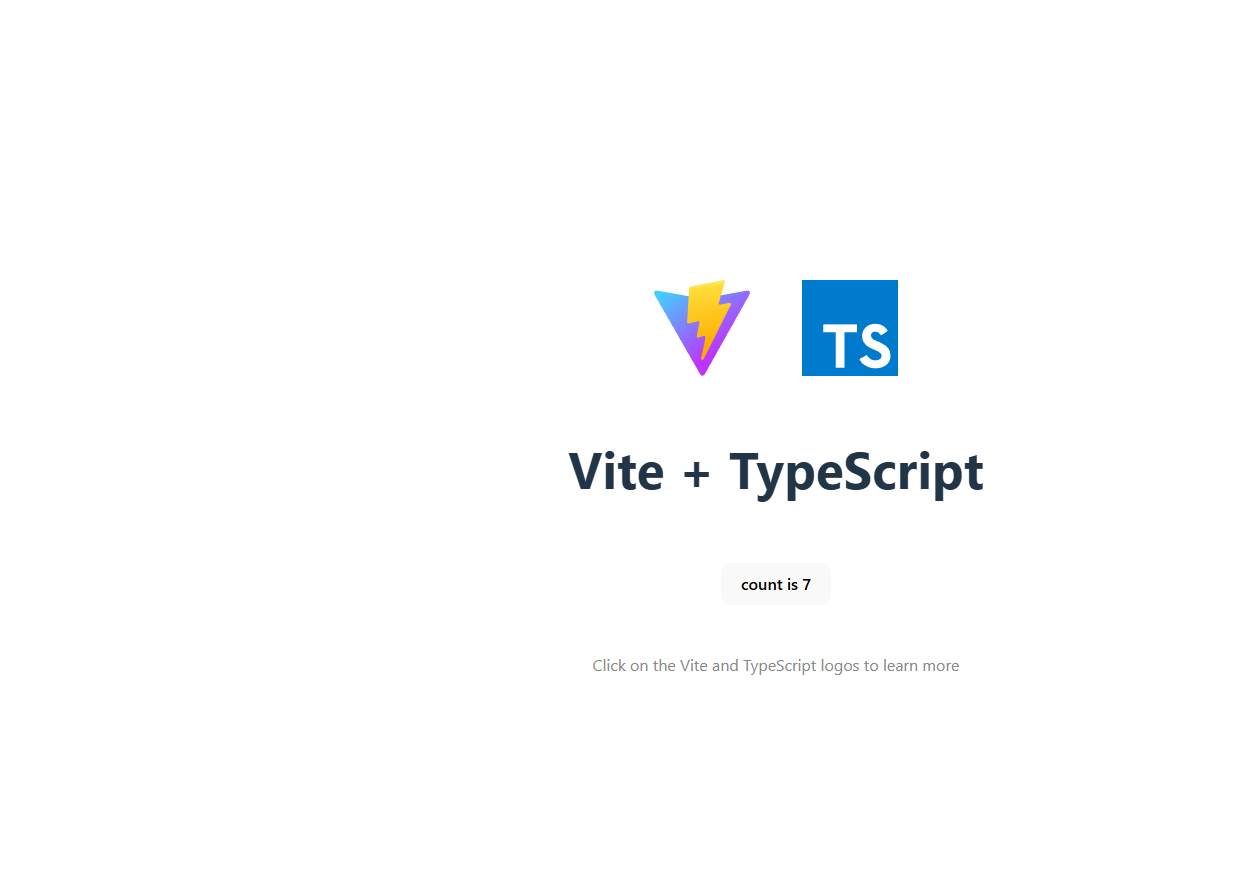 TS
Vite + TypeScript
count is 7
Click on the Vite and TypeScript logos to learn more